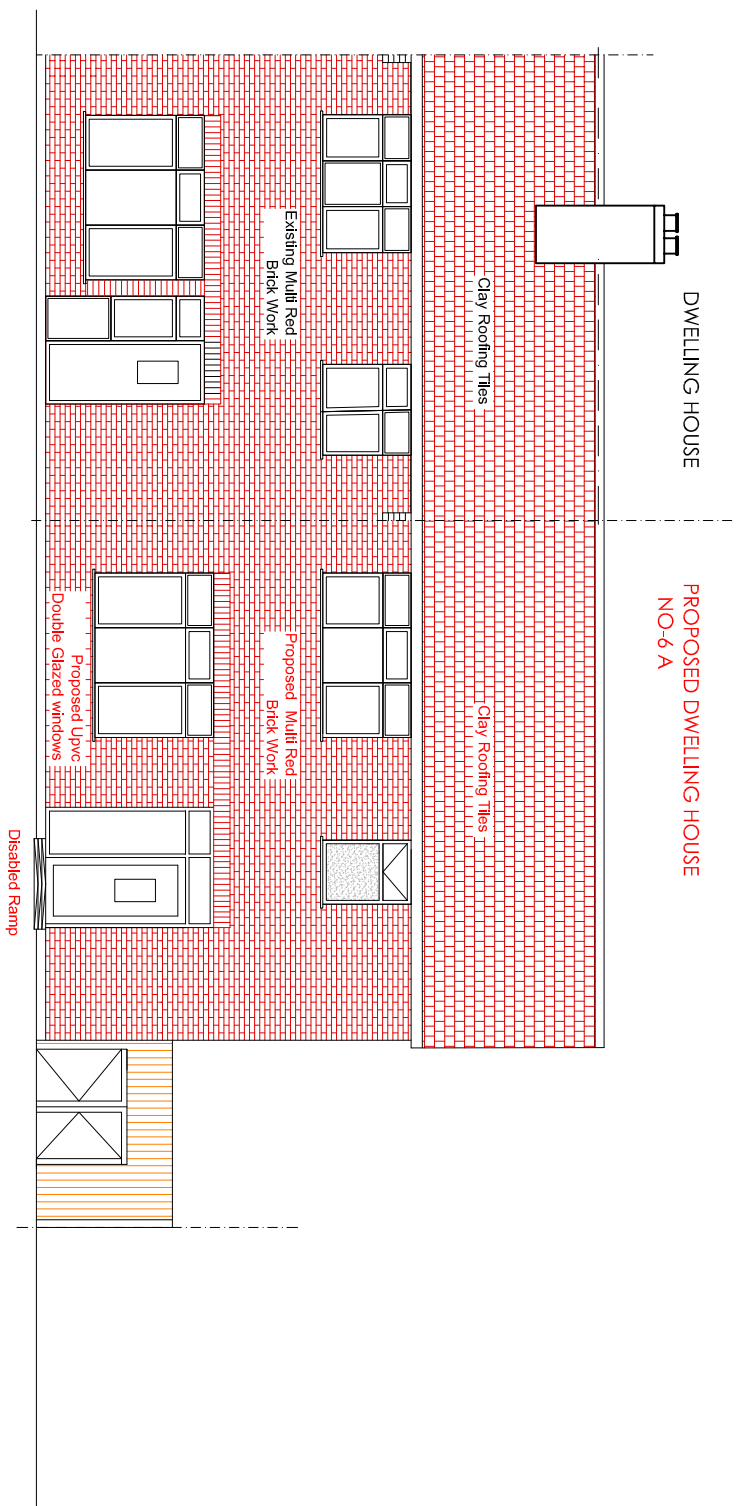 DWELLING HOUSE
PROPOSED DWELLING HOUSE
NO-6 A
Clay Roofing Tiles
Clay Roofing Tiles
Existing Multi Red
Brick Work
Proposed Multi Red
Brick Work
Proposed Upvc
Double Glazed windows
Disabled Ramp